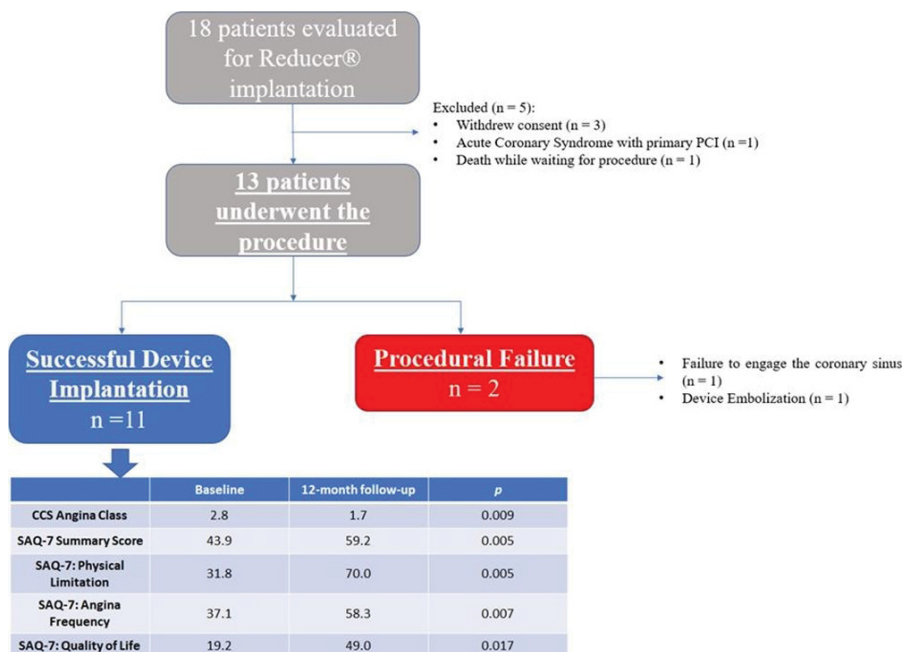 18 patients evaluated
for Reducer®
implantation
Excluded (n = 5):
• Withdrew consent (n = 3)
• Acute Coronary Syndrome with primary PCI (n =1)
• Death while waiting for procedure (n = 1)
13 patients
underwent the
procedure
Successful Device
Implantation
n =11
Procedural Failure
n = 2
• Failure to engage the coronary sinus
(n = 1)
• Device Embolization (n = 1)
Baseline 12-month follow-up p
CCS Angina Class 2.8 1.7 0.009
SAQ-7 Summary Score 43.9 59.2 0.005
SAQ-7: Physical
Limitation 31.8 70.0 0.005
SAQ-7: Angina
Frequency 37.1 58.3 0.007
SAQ-7: Quality of Life 19.2 49.0 0.017